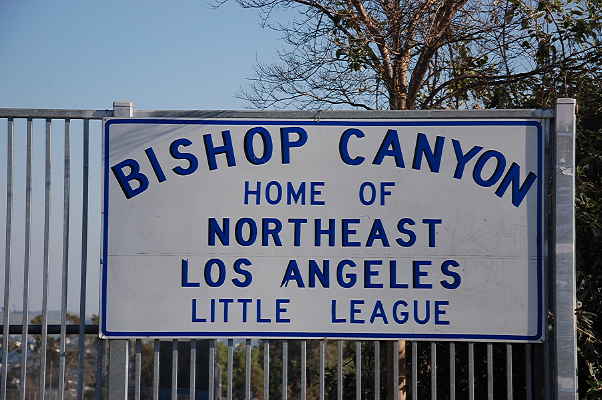 BISHOP CANYON
HOME OF
NORTHEAST
LOS ANGELES
LITTLE LEAGUE